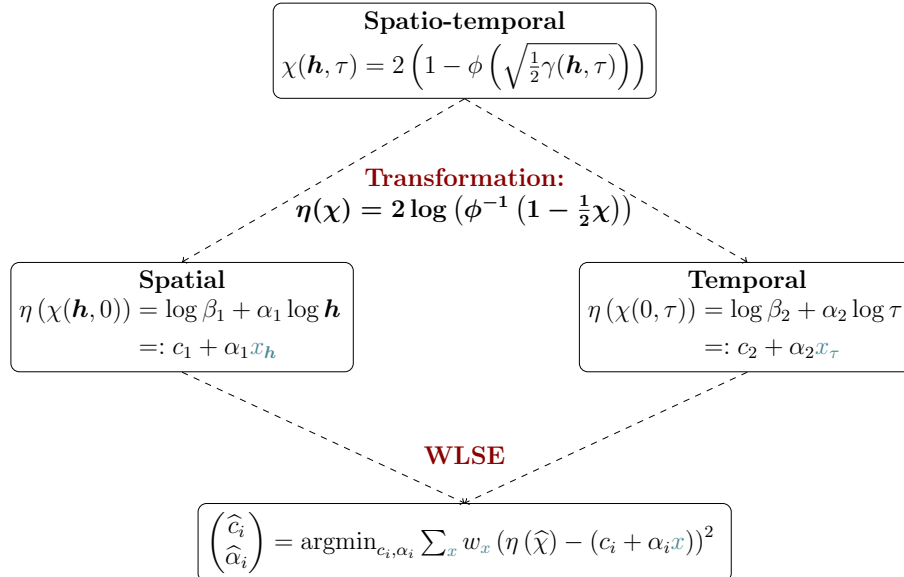 Spatio-temporal
χ(𝒉, τ) = 2 (1 − ϕ (√(½γ(𝒉, τ))))
Transformation:
η(χ) = 2 log (ϕ⁻¹ (1 − ½χ))
Spatial
η (χ(𝒉, 0)) = log β₁ + α₁ log 𝒉
=: c₁ + α₁x_𝒉
Temporal
η (χ(0, τ)) = log β₂ + α₂ log τ
=: c₂ + α₂x_τ
WLSE
(ĉᵢ α̂ᵢ) = argmin_{cᵢ,αᵢ} ∑ₓ wₓ (η (χ̂) − (cᵢ + αᵢx))²